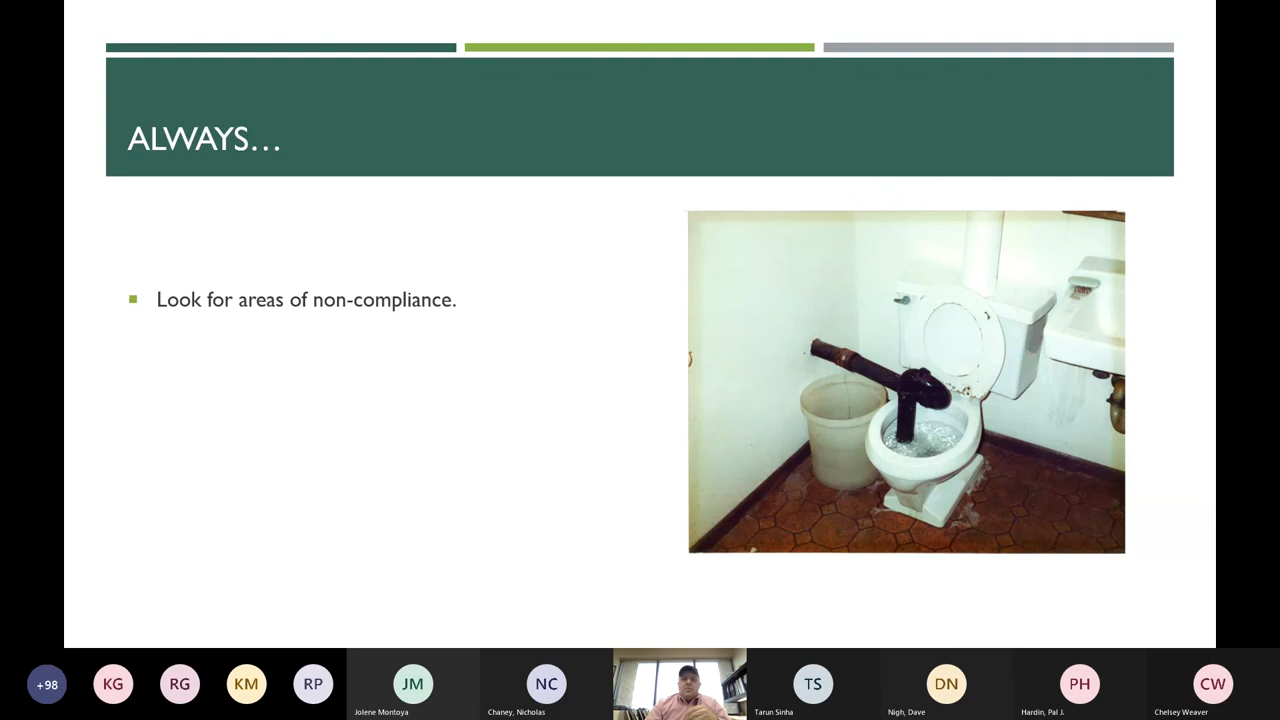 ALWAYS...
Look for areas of non-compliance.
+98
KG
RG
KM
RP
JM
NC
TS
DN
PH
CW
Jolene Montoya
Chaney, Nicholas
Tarun Sinha
Nigh, Dave
Hardin, Pal J.
Chelsey Weaver